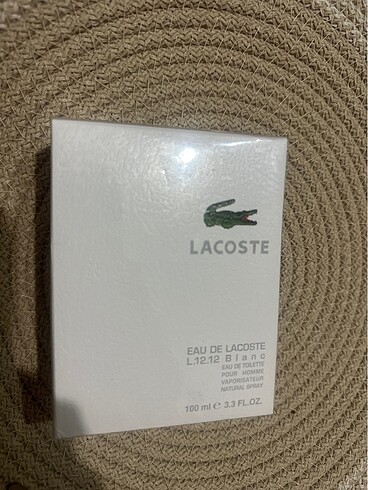 LACOSTE
EAU DE LACOSTE
L.12.12 Blanc
EAU DE TOILETTE
POUR HOMME
VAPORISATEUR
NATURAL SPRAY
100 ml ℮ 3.3 FL.OZ.